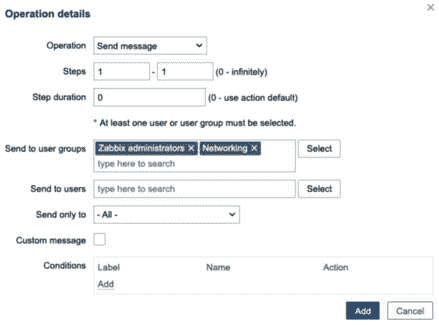 Operation details
Operation Send message
Steps 1 - 1 (0 - infinitely)
Step duration 0 (0 - use action default)
* At least one user or user group must be selected.
Send to user groups Zabbix administrators Networking Select
type here to search
Send to users type here to search Select
Send only to - All -
Custom message
Conditions Label Name Action
Add
Add Cancel